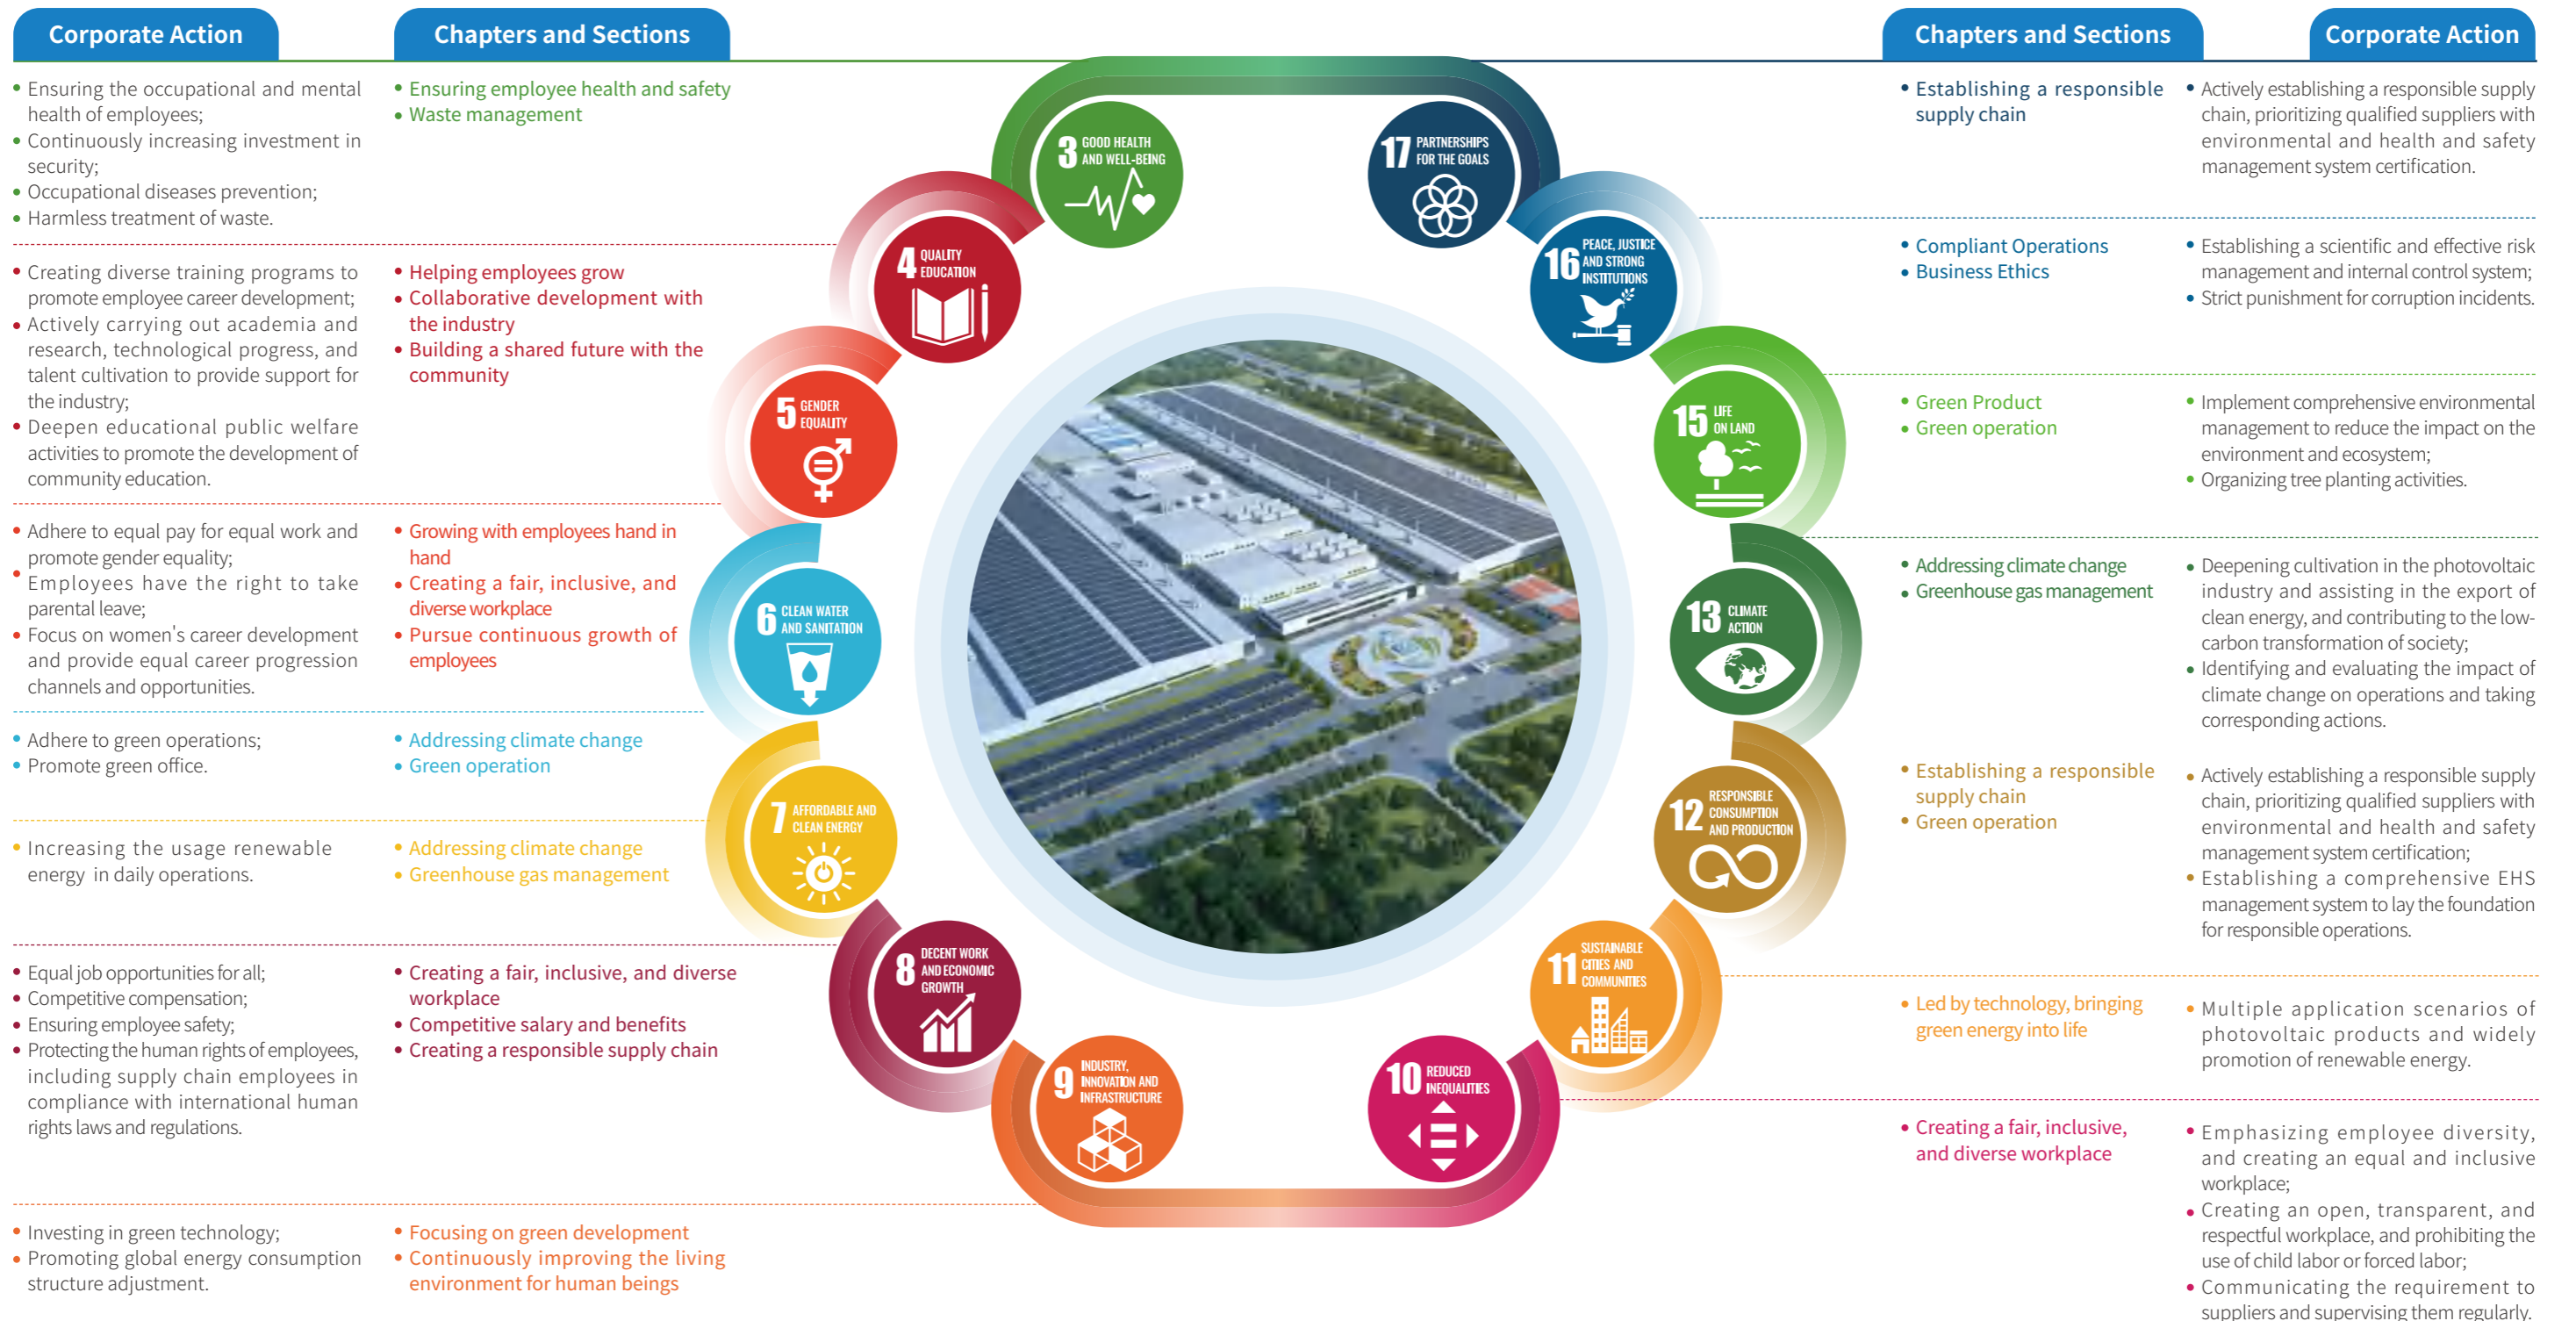 Corporate Action
Chapters and Sections
• Ensuring the occupational and mental
health of employees;
• Continuously increasing investment in
security;
• Occupational diseases prevention;
• Harmless treatment of waste.
• Ensuring employee health and safety
• Waste management
• Creating diverse training programs to
promote employee career development;
• Actively carrying out academia and
research, technological progress, and
talent cultivation to provide support for
the industry;
• Deepen educational public welfare
activities to promote the development of
community education.
• Helping employees grow
• Collaborative development with
the industry
• Building a shared future with the
community
• Adhere to equal pay for equal work and
promote gender equality;
• Employees have the right to take
parental leave;
• Focus on women's career development
and provide equal career progression
channels and opportunities.
• Growing with employees hand in
hand
• Creating a fair, inclusive, and
diverse workplace
• Pursue continuous growth of
employees
• Adhere to green operations;
• Promote green office.
• Addressing climate change
• Green operation
• Increasing the usage renewable
energy in daily operations.
• Addressing climate change
• Greenhouse gas management
• Equal job opportunities for all;
• Competitive compensation;
• Ensuring employee safety;
• Protecting the human rights of employees,
including supply chain employees in
compliance with international human
rights laws and regulations.
• Creating a fair, inclusive, and diverse
workplace
• Competitive salary and benefits
• Creating a responsible supply chain
• Investing in green technology;
• Promoting global energy consumption
structure adjustment.
• Focusing on green development
• Continuously improving the living
environment for human beings
3 GOOD HEALTH
AND WELL-BEING
4 QUALITY
EDUCATION
5 GENDER
EQUALITY
6 CLEAN WATER
AND SANITATION
7 AFFORDABLE AND
CLEAN ENERGY
8 DECENT WORK
AND ECONOMIC
GROWTH
9 INDUSTRY,
INNOVATION AND
INFRASTRUCTURE
10 REDUCED
INEQUALITIES
11 SUSTAINABLE
CITIES AND
COMMUNITIES
12 RESPONSIBLE
CONSUMPTION
AND PRODUCTION
13 CLIMATE
ACTION
15 LIFE
ON LAND
16 PEACE, JUSTICE
AND STRONG
INSTITUTIONS
17 PARTNERSHIPS
FOR THE GOALS
Chapters and Sections
Corporate Action
• Establishing a responsible
supply chain
• Actively establishing a responsible supply
chain, prioritizing qualified suppliers with
environmental and health and safety
management system certification.
• Compliant Operations
• Business Ethics
• Establishing a scientific and effective risk
management and internal control system;
• Strict punishment for corruption incidents.
• Green Product
• Green operation
• Implement comprehensive environmental
management to reduce the impact on the
environment and ecosystem;
• Organizing tree planting activities.
• Addressing climate change
• Greenhouse gas management
• Deepening cultivation in the photovoltaic
industry and assisting in the export of
clean energy, and contributing to the low-
carbon transformation of society;
• Identifying and evaluating the impact of
climate change on operations and taking
corresponding actions.
• Establishing a responsible
supply chain
• Green operation
• Actively establishing a responsible supply
chain, prioritizing qualified suppliers with
environmental and health and safety
management system certification;
• Establishing a comprehensive EHS
management system to lay the foundation
for responsible operations.
• Led by technology, bringing
green energy into life
• Multiple application scenarios of
photovoltaic products and widely
promotion of renewable energy.
• Creating a fair, inclusive,
and diverse workplace
• Emphasizing employee diversity,
and creating an equal and inclusive
workplace;
• Creating an open, transparent, and
respectful workplace, and prohibiting the
use of child labor or forced labor;
• Communicating the requirement to
suppliers and supervising them regularly.